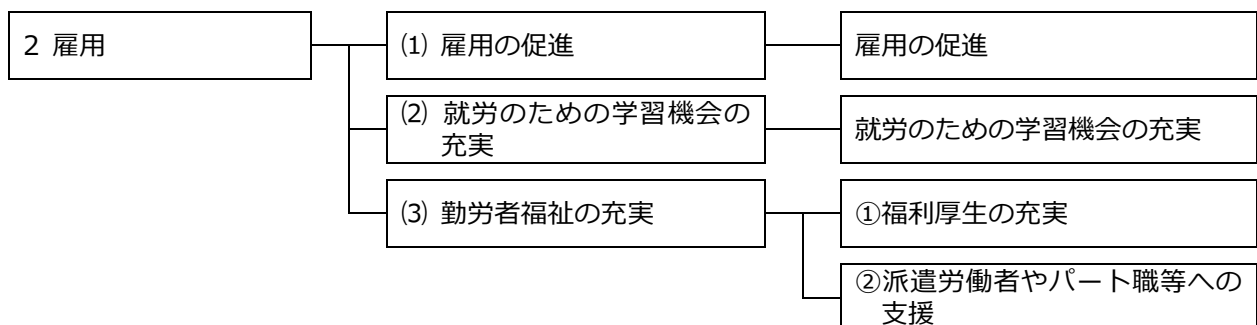 2 雇用
⑴ 雇用の促進
雇用の促進
⑵ 就労のための学習機会の
充実
就労のための学習機会の充実
⑶ 勤労者福祉の充実
①福利厚生の充実
②派遣労働者やパート職等への
支援